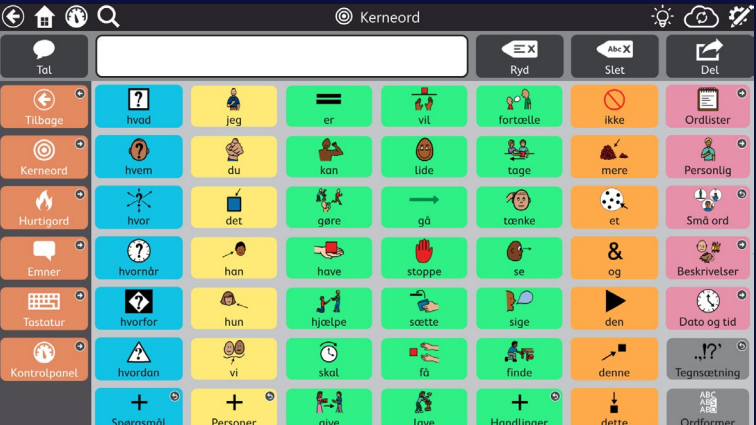 Kerneord
Tal
Abc X
Ryd
Slet
Del
Tilbage
hvad
jeg
er
vil
fortælle
ikke
Ordlister
Kerneord
hvem
du
kan
lide
tage
mere
Personlig
Hurtigord
hvor
det
gøre
gå
tænke
et
Små ord
Emner
hvornår
han
have
stoppe
se
&
og
Beskrivelser
Tastatur
hvorfor
hun
hjælpe
sætte
sige
den
Dato og tid
Kontrolpanel
hvordan
vi
skal
få
finde
denne
.,!?’
Tegnsætning
Spørgsmål
Personer
give
lave
Handlinger
dette
ABC
Ordformer